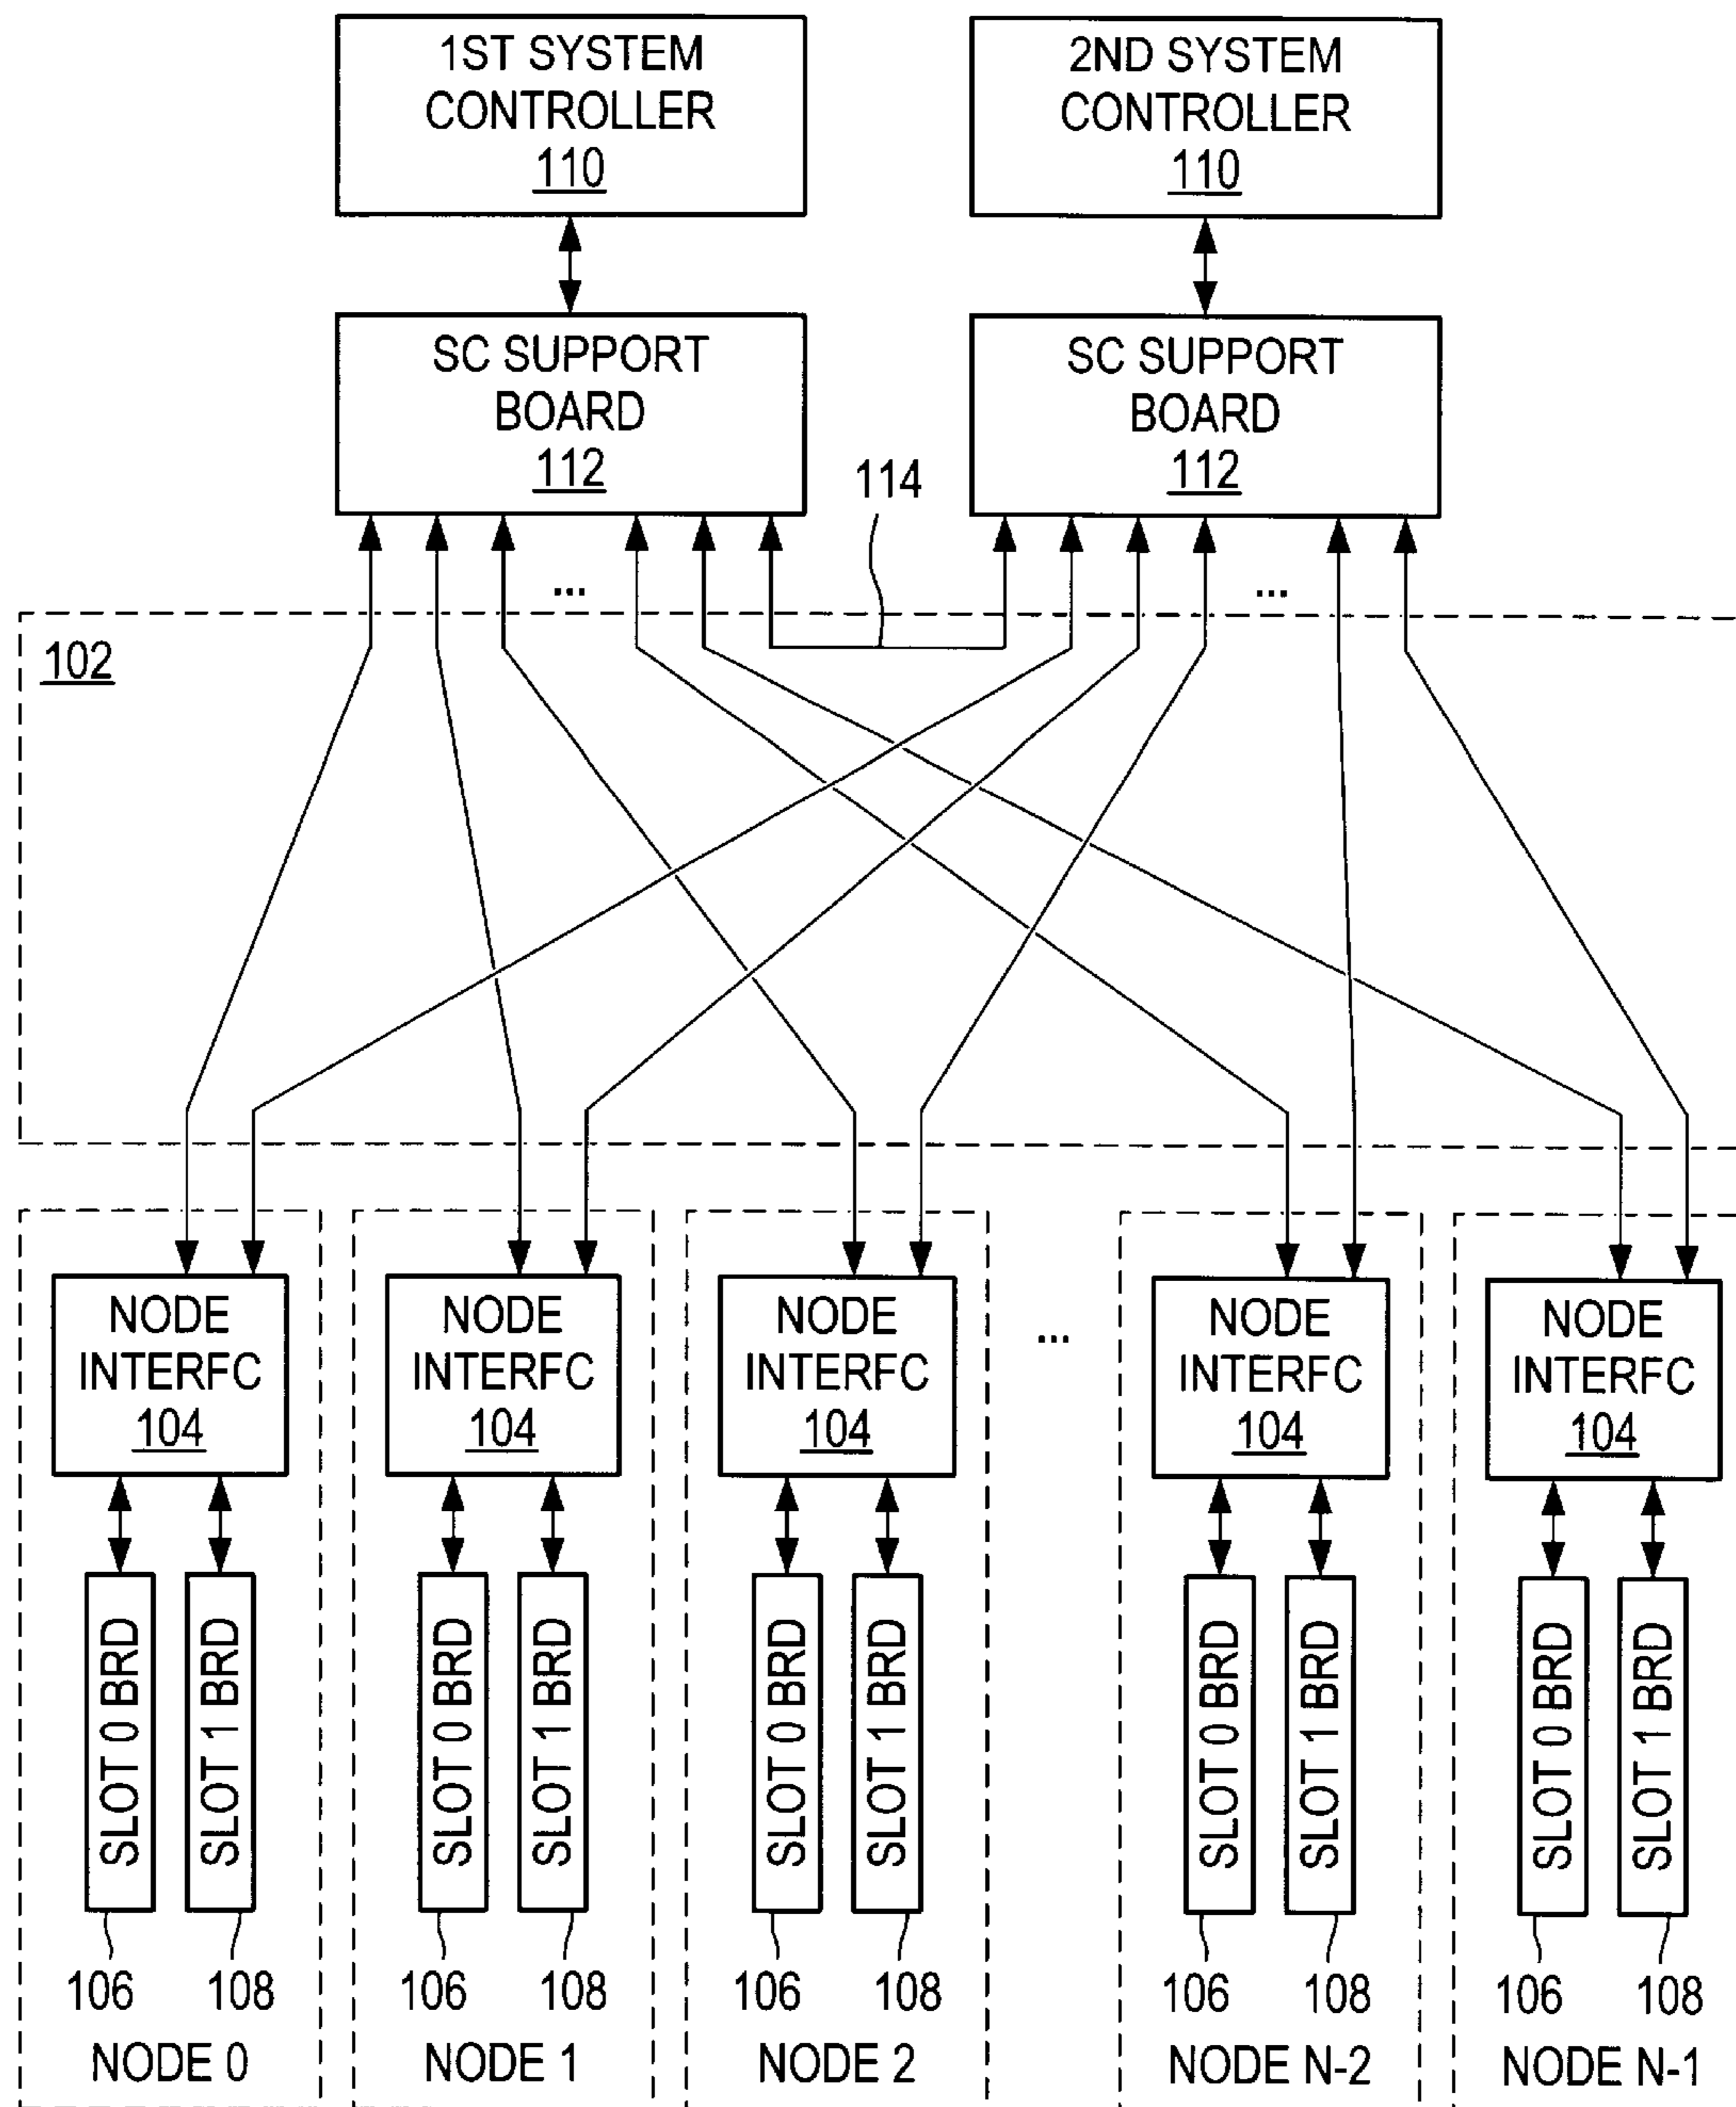 1ST SYSTEM
CONTROLLER
110
2ND SYSTEM
CONTROLLER
110
SC SUPPORT
BOARD
112
SC SUPPORT
BOARD
112
114
...
...
102
NODE
INTERFC
104
NODE
INTERFC
104
NODE
INTERFC
104
...
NODE
INTERFC
104
NODE
INTERFC
104
SLOT 0 BRD
SLOT 1 BRD
SLOT 0 BRD
SLOT 1 BRD
SLOT 0 BRD
SLOT 1 BRD
SLOT 0 BRD
SLOT 1 BRD
SLOT 0 BRD
SLOT 1 BRD
106
108
106
108
106
108
106
108
106
108
NODE 0
NODE 1
NODE 2
NODE N-2
NODE N-1